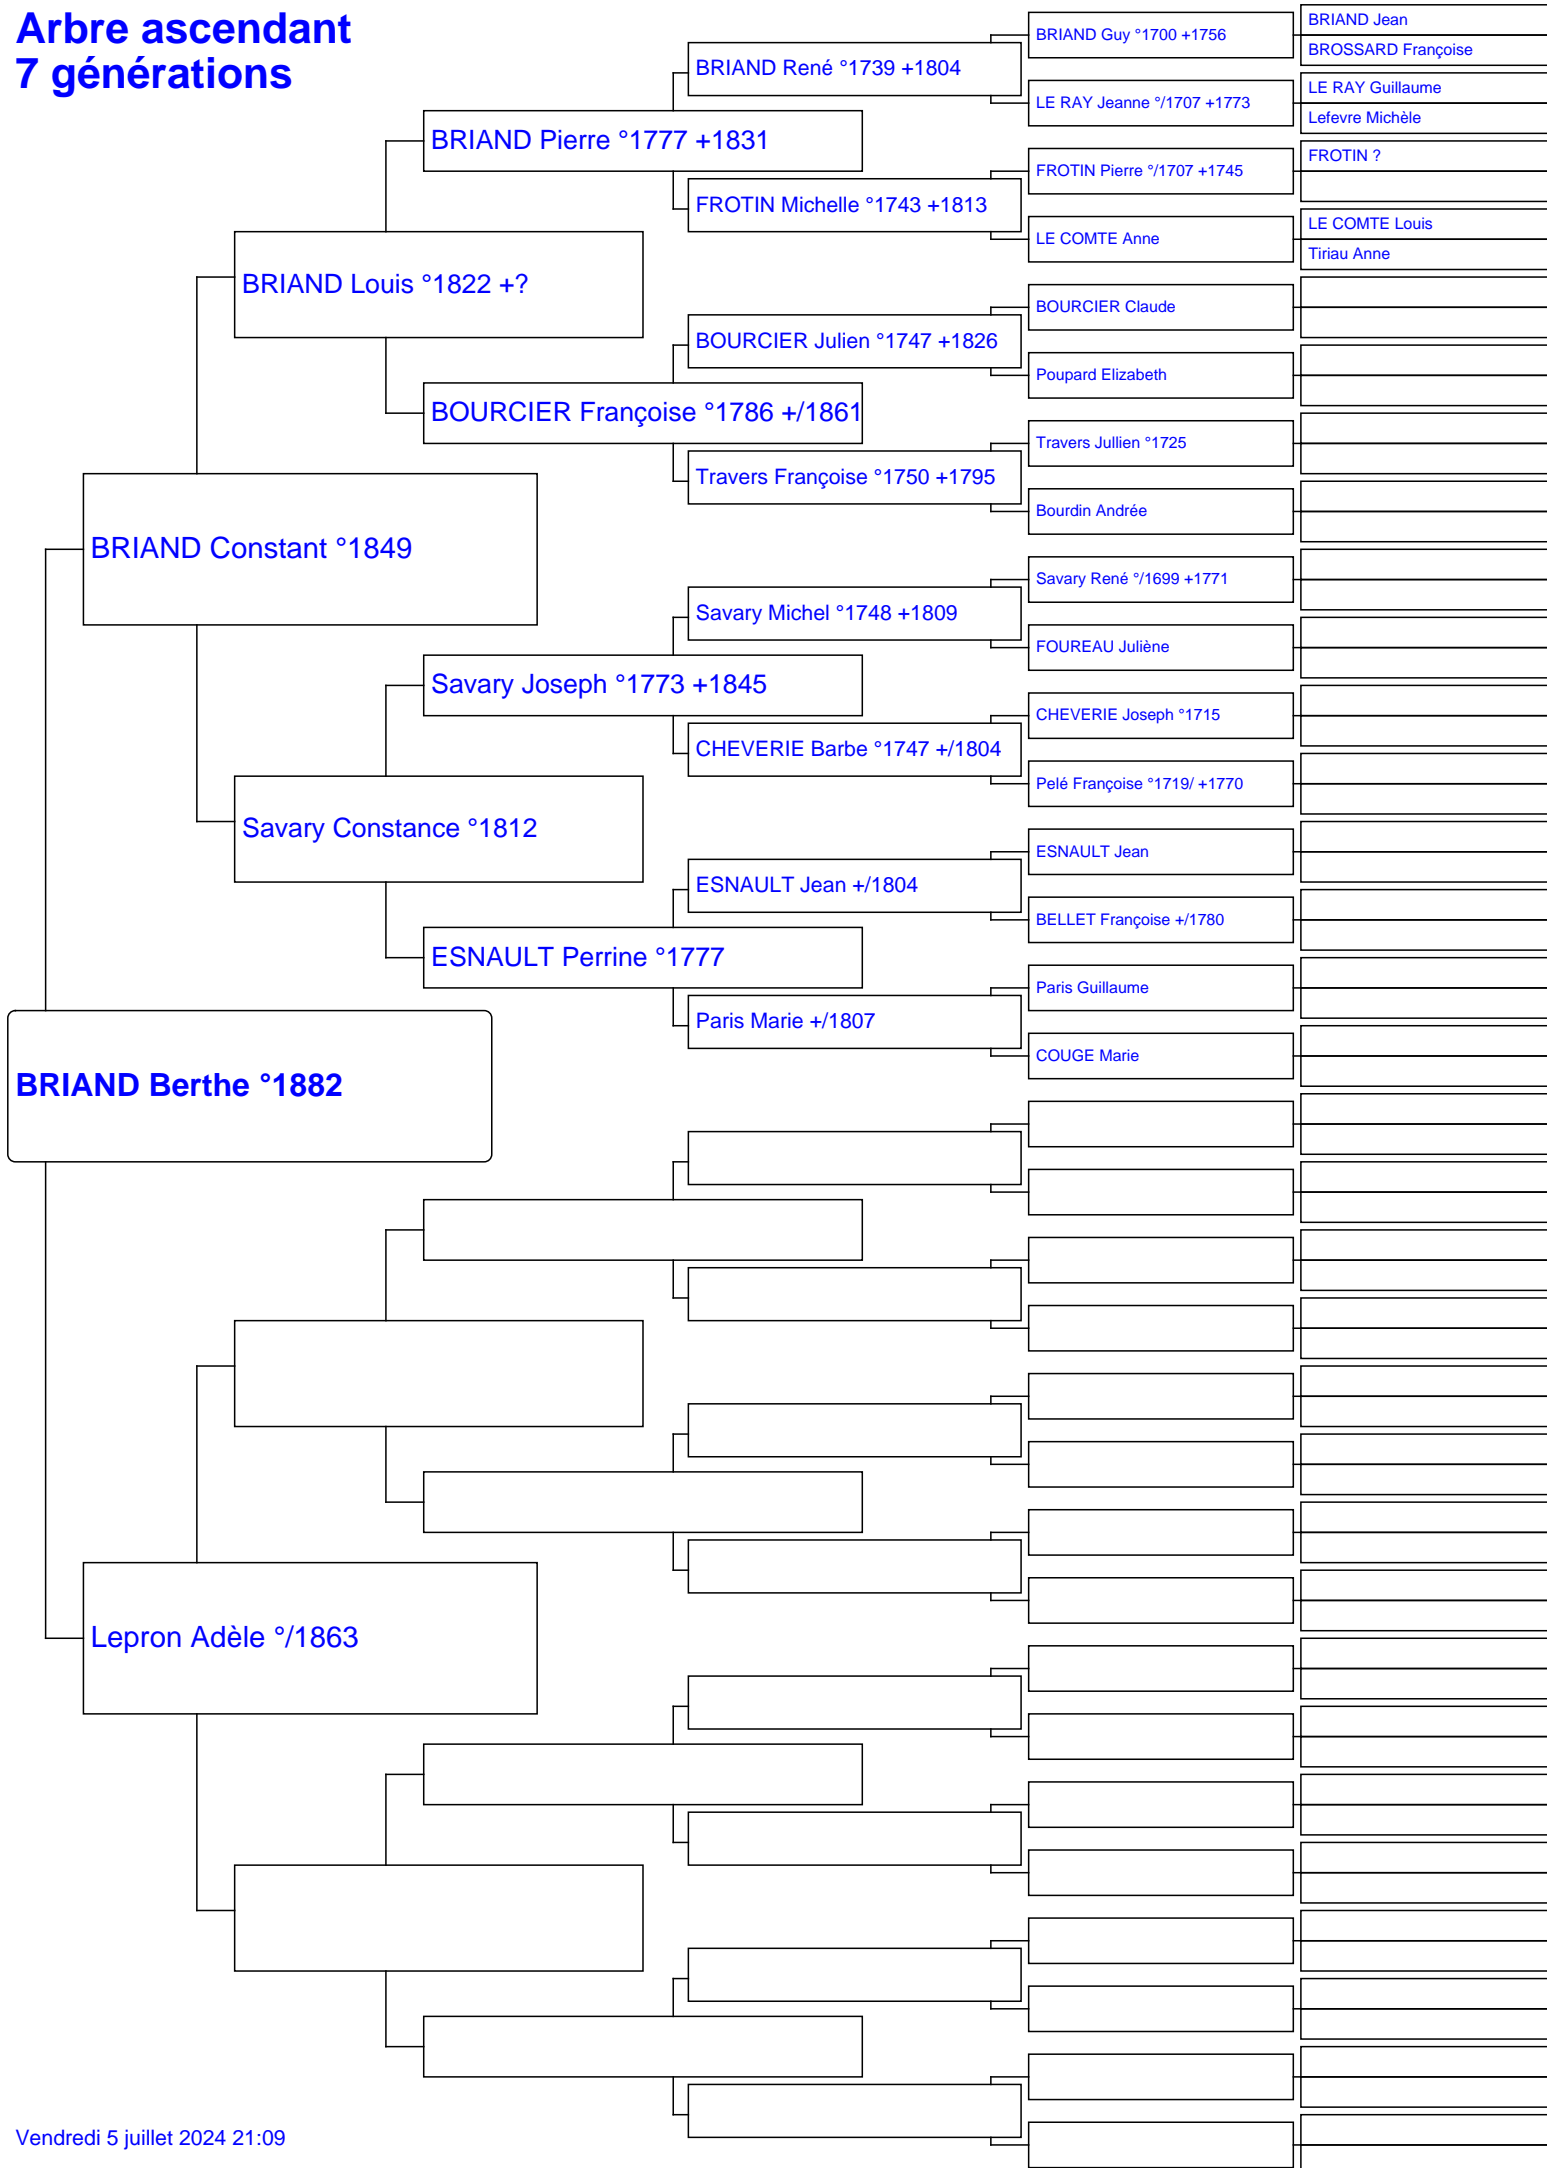 Arbre ascendant
7 générations
BRIAND Jean
BRIAND Guy °1700 +1756
BROSSARD Françoise
BRIAND René °1739 +1804
LE RAY Guillaume
LE RAY Jeanne °/1707 +1773
Lefevre Michèle
BRIAND Pierre °1777 +1831
FROTIN ?
FROTIN Pierre °/1707 +1745
FROTIN Michelle °1743 +1813
LE COMTE Louis
LE COMTE Anne
Tiriau Anne
BRIAND Louis °1822 +?
BOURCIER Claude
BOURCIER Julien °1747 +1826
Poupard Elizabeth
BOURCIER Françoise °1786 +/1861
Travers Jullien °1725
Travers Françoise °1750 +1795
Bourdin Andrée
BRIAND Constant °1849
Savary René °/1699 +1771
Savary Michel °1748 +1809
FOUREAU Juliène
Savary Joseph °1773 +1845
CHEVERIE Joseph °1715
CHEVERIE Barbe °1747 +/1804
Pelé Françoise °1719/ +1770
Savary Constance °1812
ESNAULT Jean
ESNAULT Jean +/1804
BELLET Françoise +/1780
ESNAULT Perrine °1777
Paris Guillaume
Paris Marie +/1807
COUGE Marie
BRIAND Berthe °1882
Lepron Adèle °/1863
Vendredi 5 juillet 2024 21:09